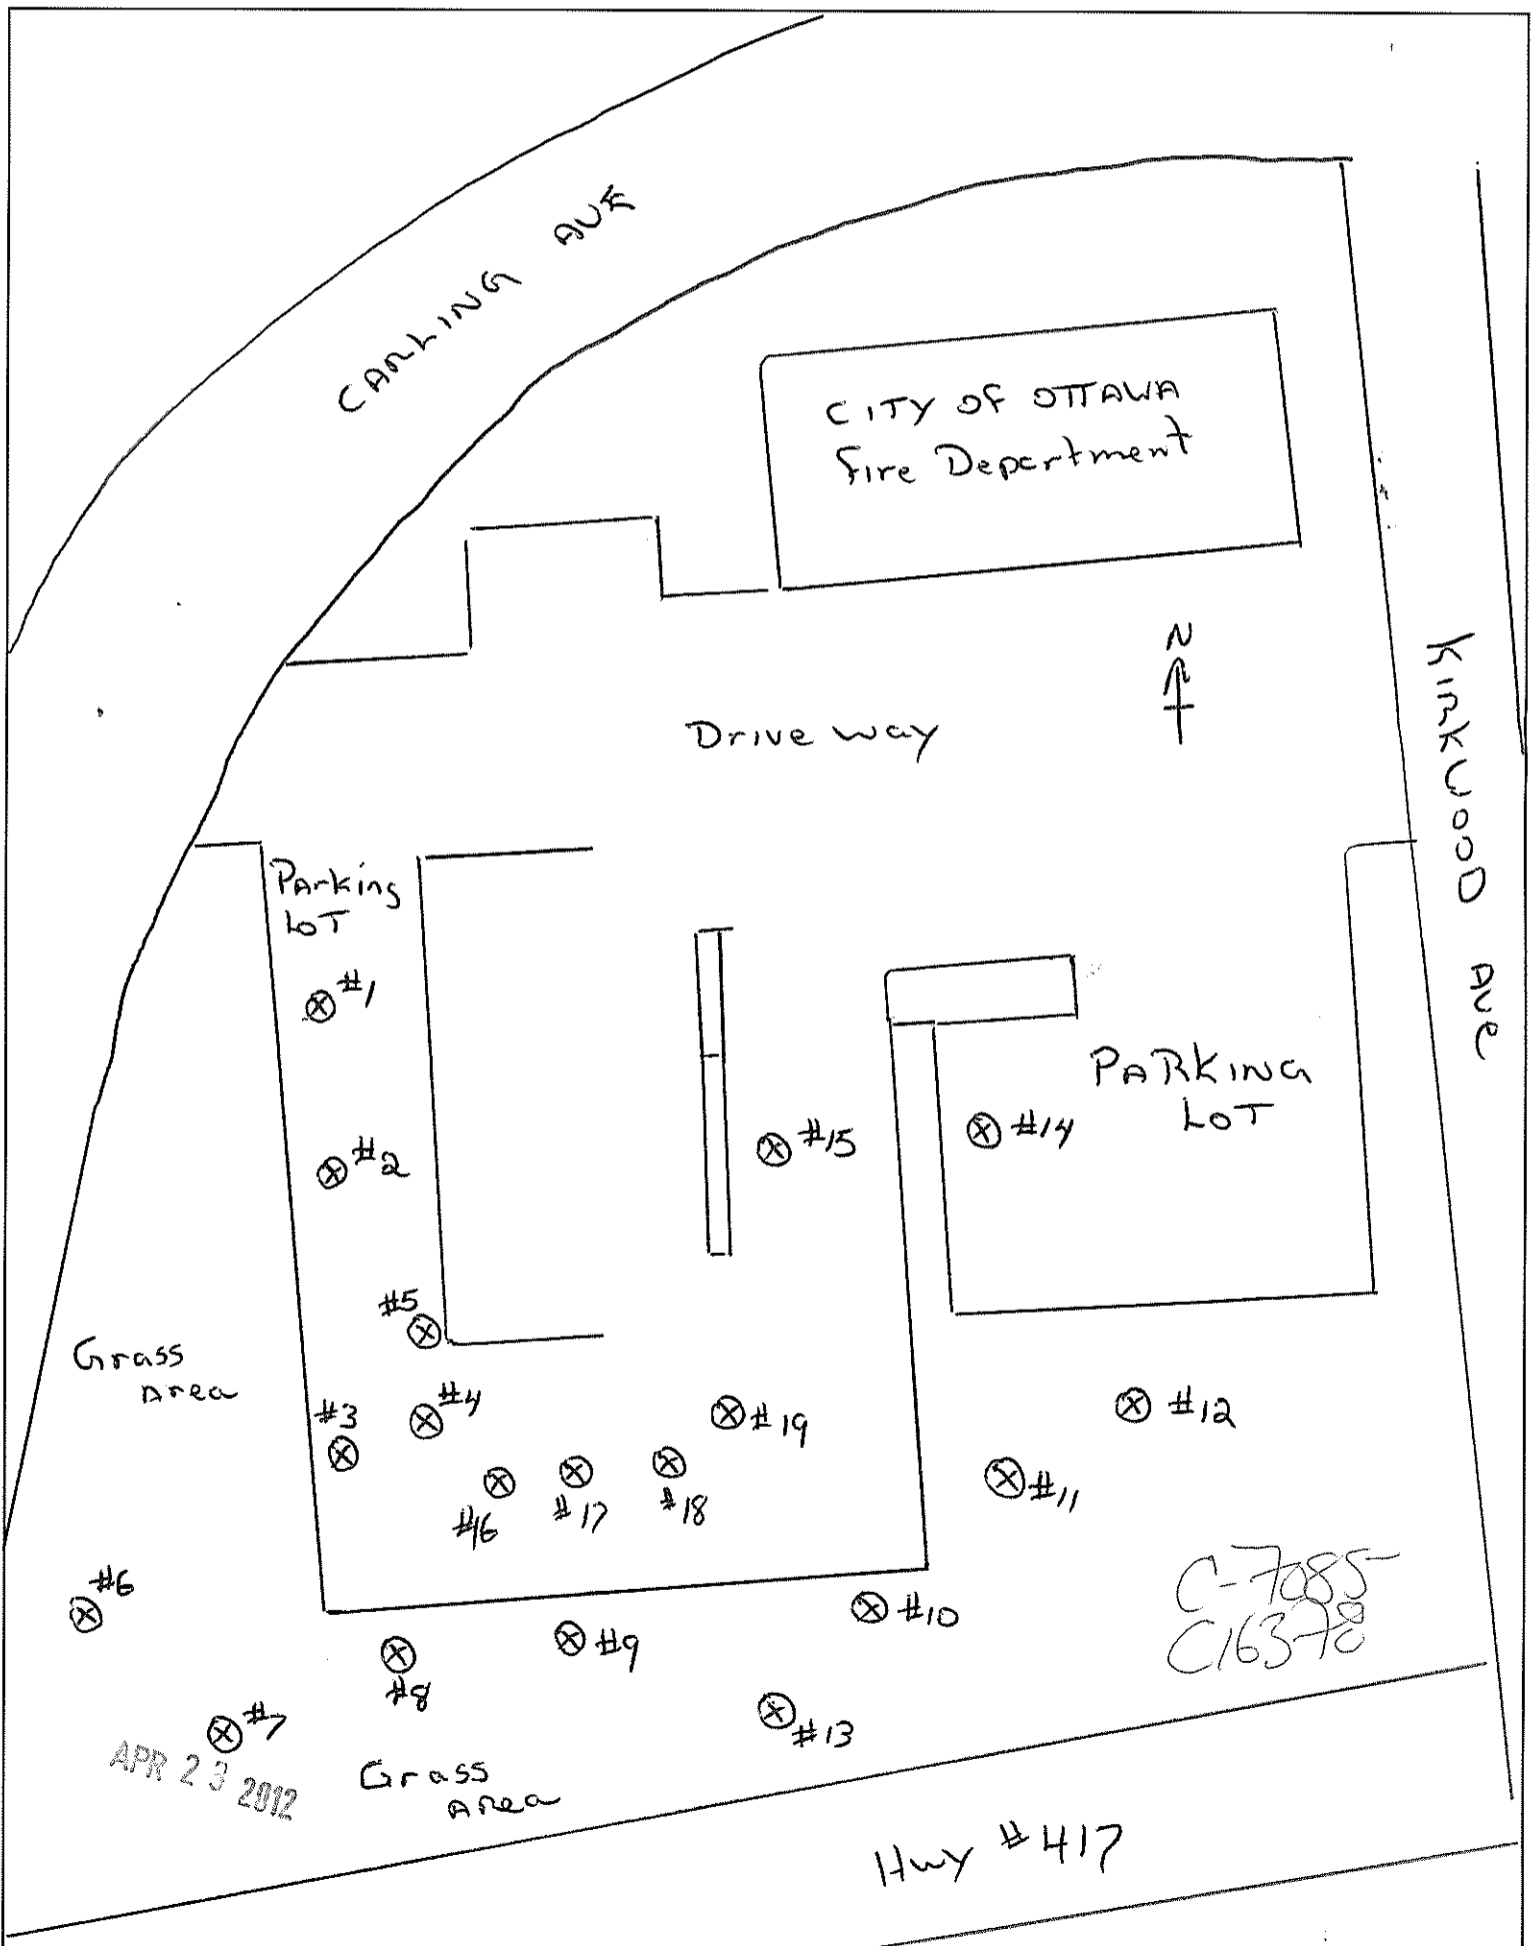 CARLING AVE
CITY OF OTTAWA
Fire Department
N
Drive way
KIRKWOOD AVE
Parking
LOT
#1
PARKING
LOT
#2
#15
#14
#5
Grass
Area
#3
#4
#19
#12
#16
#17
#18
#11
#6
C-7085
C16378
#10
#9
#8
#7
#13
APR 23 2012
Grass
Area
Hwy #417